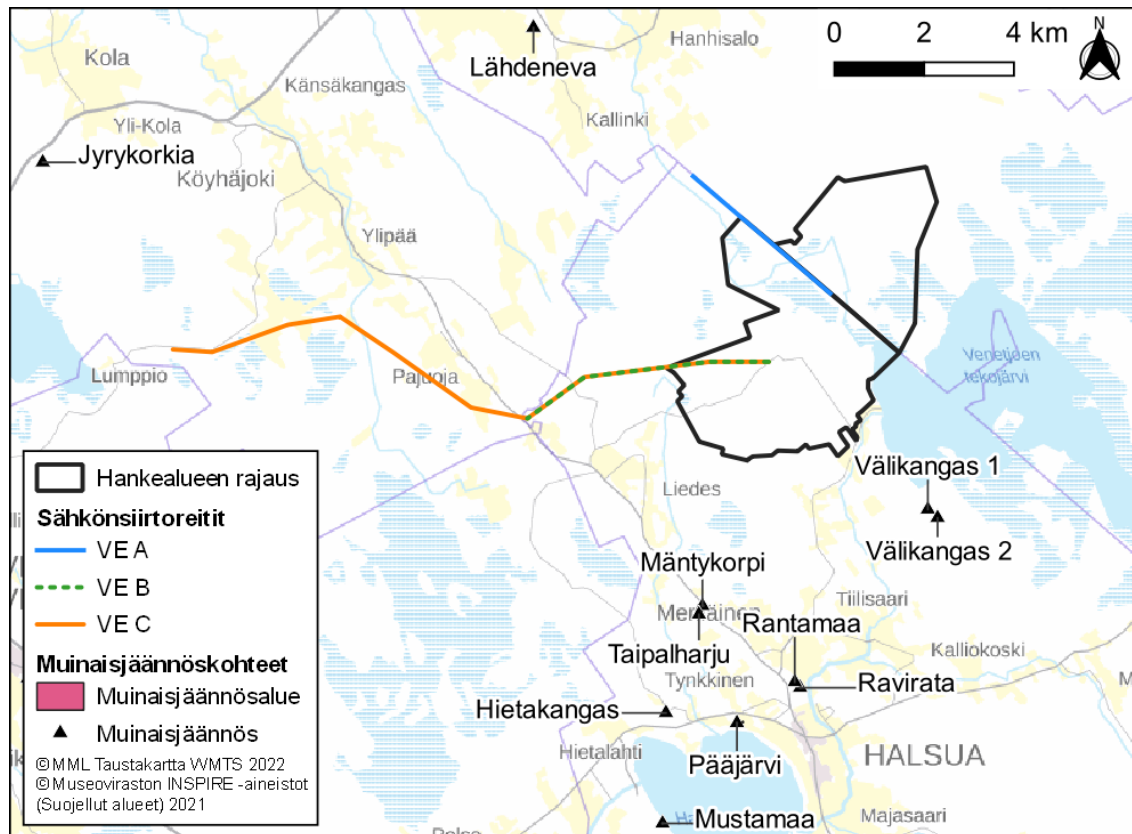 0 2 4 km
N
Kola
Hanhisalo
Lähdeneva
Känsäkangas
Kallinki
Yli-Kola
Jyrykorkia
Köyhäjoki
Ylipää
Venetjoen
tekojärvi
Lumppio
Pajuoja
Välikangas 1
Liedes
Välikangas 2
Mäntykorpi
Tiilisaari
Rantamaa
Taipalharju
Kalliokoski
Tynkkinen
Ravirata
Hietakangas
Hietalahti
HALSUA
Pääjärvi
Mustamaa
Majasaari
Hankealueen rajaus
Sähkönsiirtoreitit
VE A
VE B
VE C
Muinaisjäännöskohteet
Muinaisjäännösalue
Muinaisjäännös
©MML Taustakartta WMTS 2022
©Museoviraston INSPIRE -aineistot
(Suojellut alueet) 2021